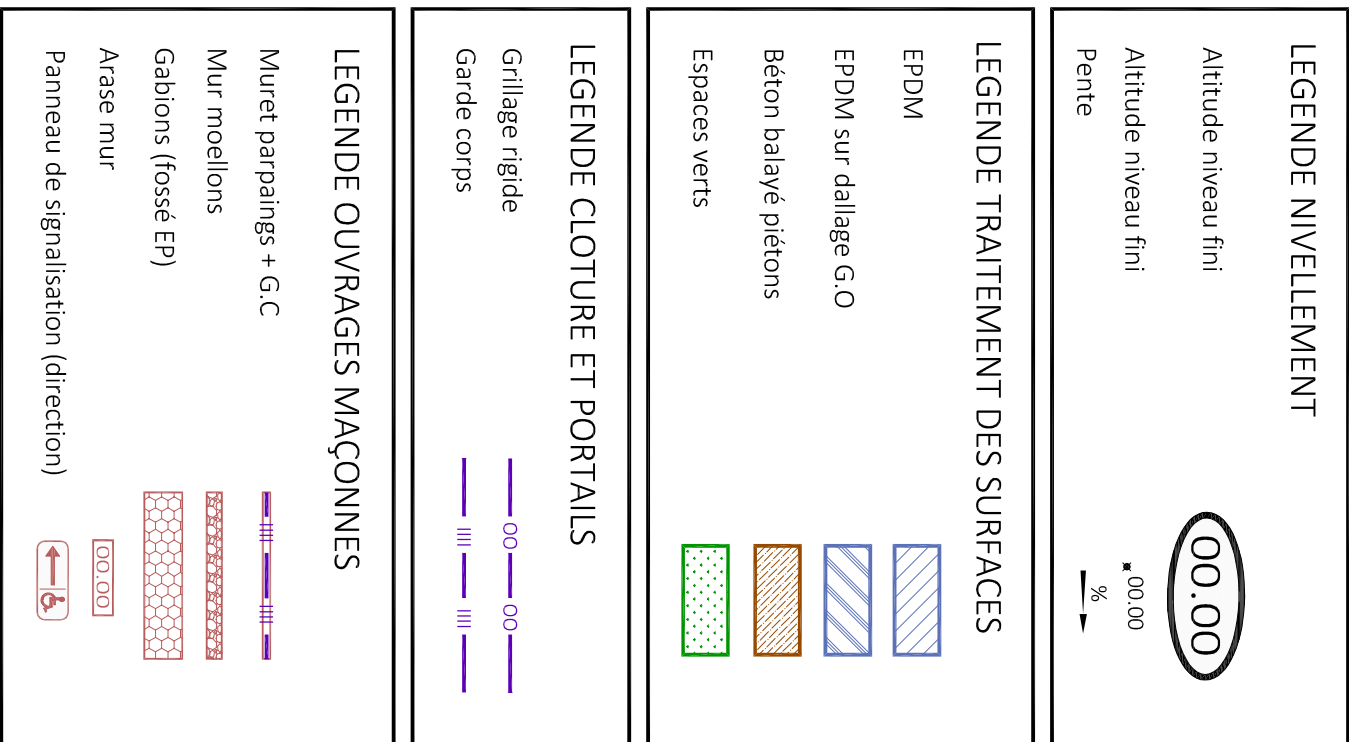 LEGENDE NIVELLEMENT
Altitude niveau fini 00.00
Altitude niveau fini 00.00
Pente %
LEGENDE TRAITEMENT DES SURFACES
EPDM
EPDM sur dallage G.O
Béton balayé piétons
Espaces verts
LEGENDE CLOTURE ET PORTAILS
Grillage rigide
Garde corps
LEGENDE OUVRAGES MAÇONNES
Muret parpaings + G.C
Mur moellons
Gabions (fossé EP)
Arase mur 00.00
Panneau de signalisation (direction)